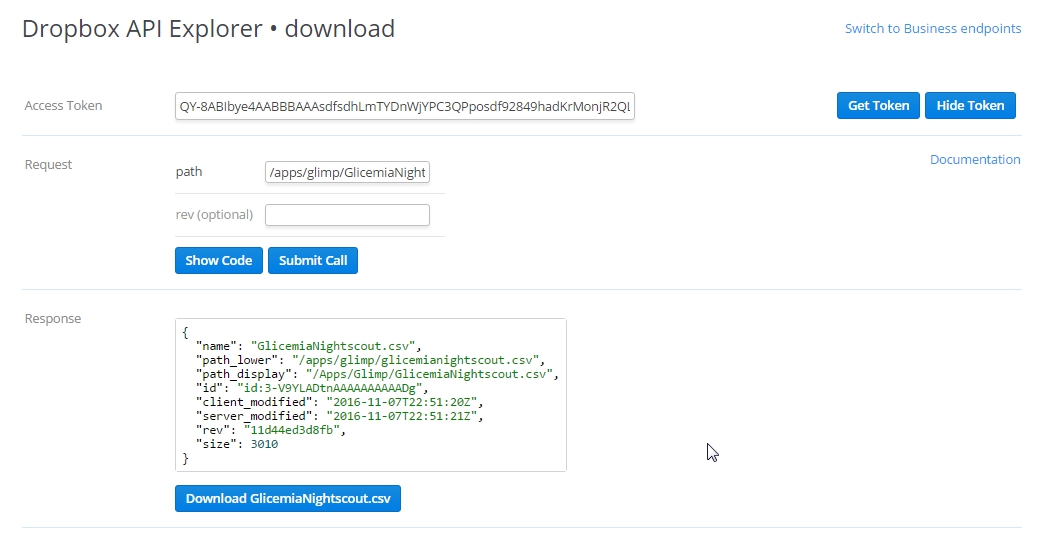 Dropbox API Explorer • download
Switch to Business endpoints
Access Token
QY-8ABIbye4AABBBAAAsdfsdhLmTYDnWjYPC3QPposdf92849hadKrMonjR2QL
Get Token
Hide Token
Request
Documentation
path
/apps/glimp/GlicemiaNight
rev (optional)
Show Code
Submit Call
Response
{
"name": "GlicemiaNightscout.csv",
"path_lower": "/apps/glimp/glicemianightscout.csv",
"path_display": "/Apps/Glimp/GlicemiaNightscout.csv",
"id": "id:3-V9YLADtnAAAAAAAAAADg",
"client_modified": "2016-11-07T22:51:20Z",
"server_modified": "2016-11-07T22:51:21Z",
"rev": "11d44ed3d8fb",
"size": 3010
}
Download GlicemiaNightscout.csv